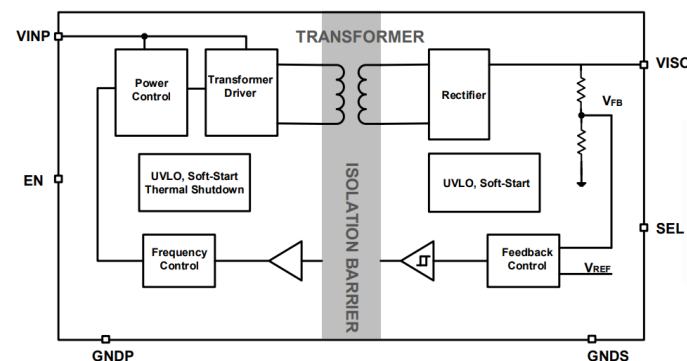 TRANSFORMER
VINP
VISO
Power
Control
Transformer
Driver
Rectifier
VFB
UVLO, Soft-Start
Thermal Shutdown
UVLO, Soft-Start
EN
ISOLATION BARRIER
SEL
Frequency
Control
Feedback
Control
VREF
GNDP
GNDS